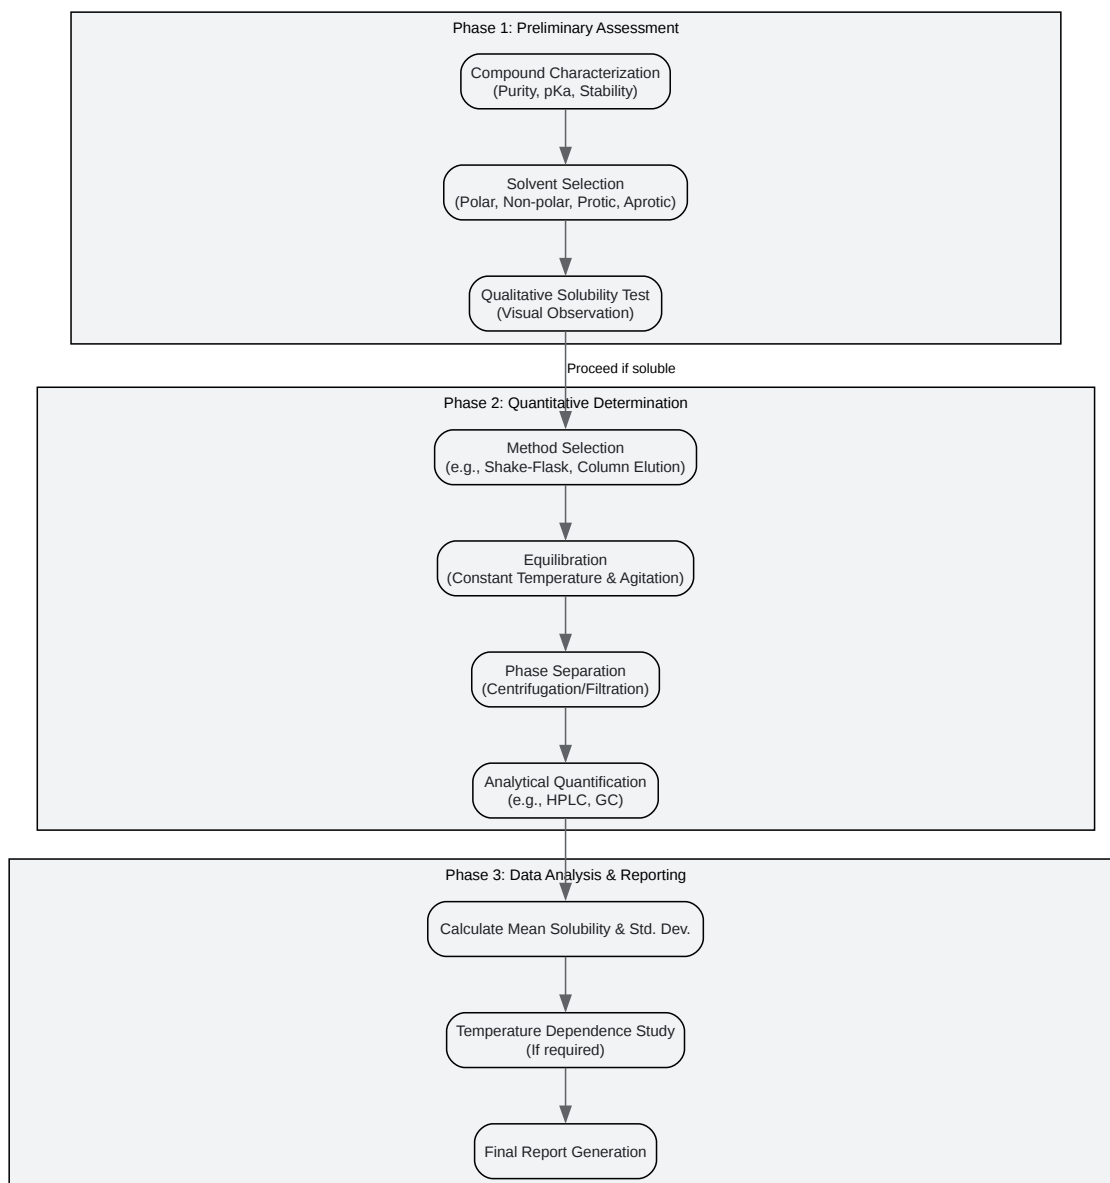 Phase 1: Preliminary Assessment
Compound Characterization
(Purity, pKa, Stability)
Solvent Selection
(Polar, Non-polar, Protic, Aprotic)
Qualitative Solubility Test
(Visual Observation)
Proceed if soluble
Phase 2: Quantitative Determination
Method Selection
(e.g., Shake-Flask, Column Elution)
Equilibration
(Constant Temperature & Agitation)
Phase Separation
(Centrifugation/Filtration)
Analytical Quantification
(e.g., HPLC, GC)
Phase 3: Data Analysis & Reporting
Calculate Mean Solubility & Std. Dev.
Temperature Dependence Study
(If required)
Final Report Generation